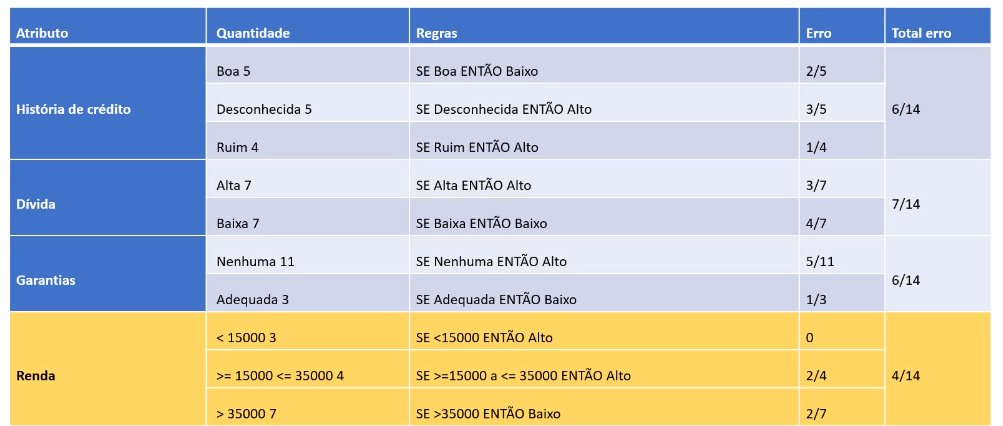 Atributo Quantidade Regras Erro Total erro
Boa 5 SE Boa ENTÃO Baixo 2/5
História de crédito Desconhecida 5 SE Desconhecida ENTÃO Alto 3/5 6/14
Ruim 4 SE Ruim ENTÃO Alto 1/4
Alta 7 SE Alta ENTÃO Alto 3/7
Dívida 7/14
Baixa 7 SE Baixa ENTÃO Baixo 4/7
Nenhuma 11 SE Nenhuma ENTÃO Alto 5/11
Garantias 6/14
Adequada 3 SE Adequada ENTÃO Baixo 1/3
< 15000 3 SE <15000 ENTÃO Alto 0
Renda >= 15000 <= 35000 4 SE >=15000 a <= 35000 ENTÃO Alto 2/4 4/14
> 35000 7 SE >35000 ENTÃO Baixo 2/7